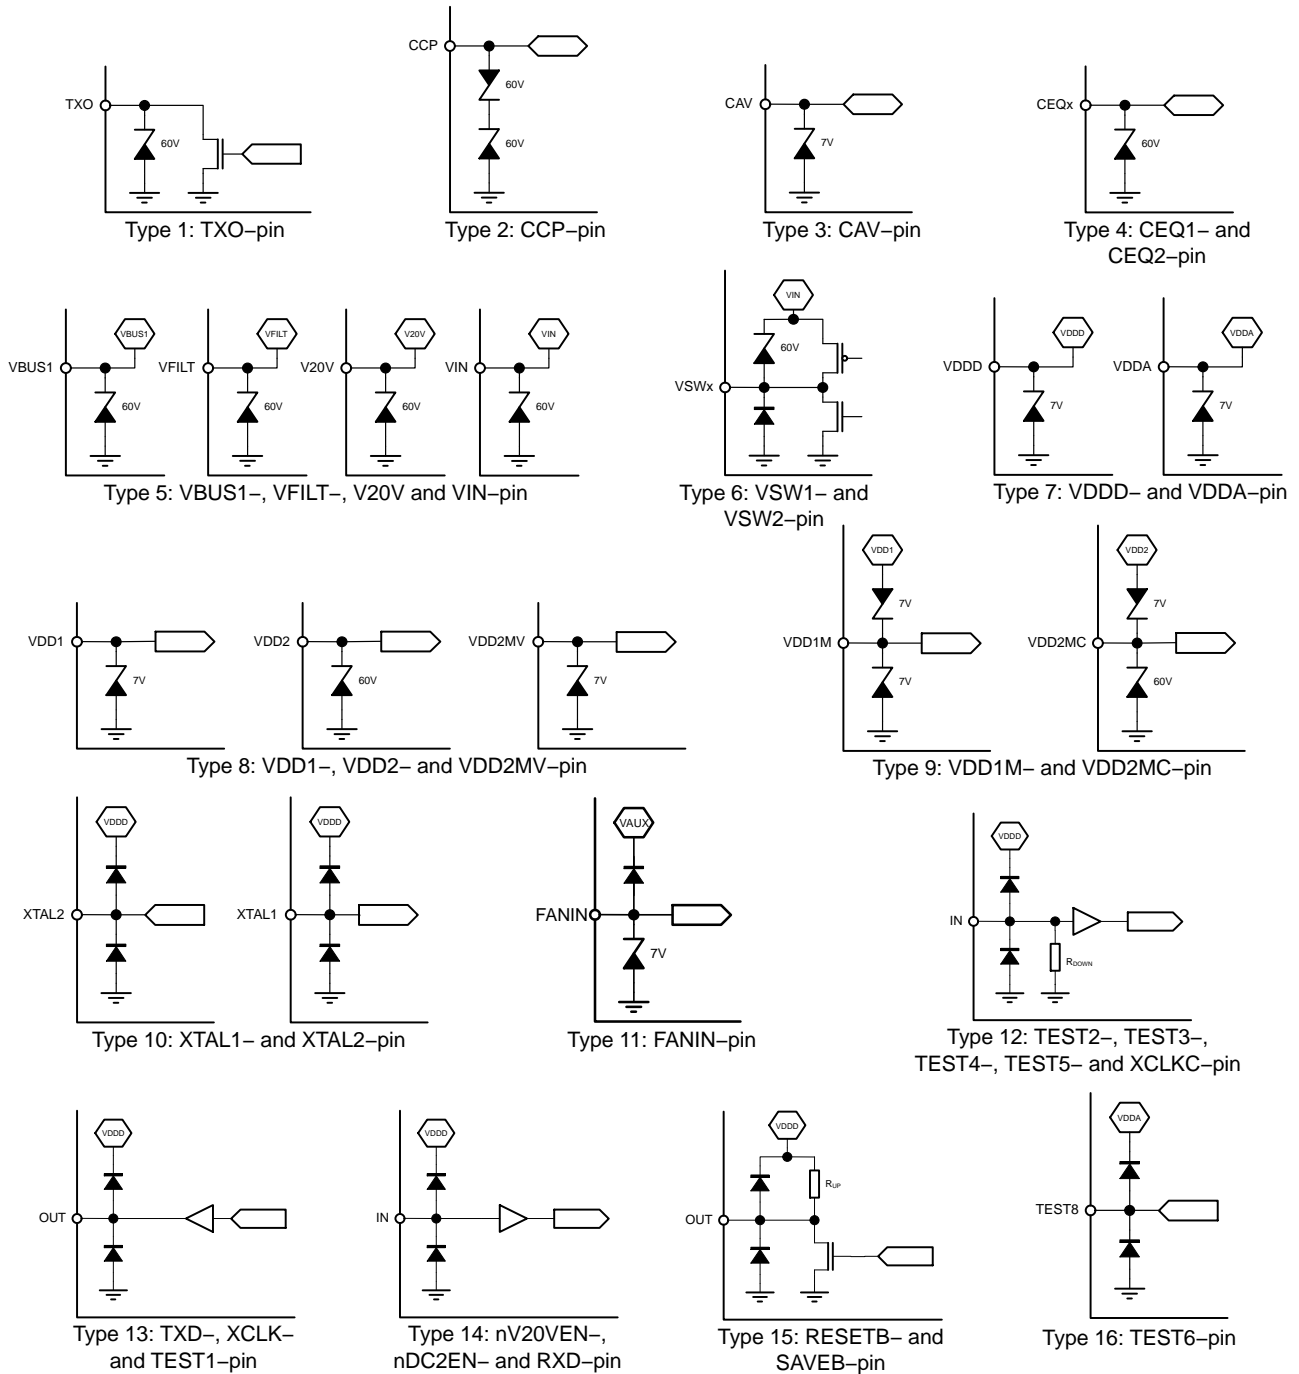 TXO
60V
Type 1: TXO–pin
CCP
60V
60V
Type 2: CCP–pin
CAV
7V
Type 3: CAV–pin
CEQx
60V
Type 4: CEQ1– and
CEQ2–pin
VBUS1
VBUS1
60V
VFILT
VFILT
60V
V20V
V20V
60V
VIN
VIN
60V
Type 5: VBUS1–, VFILT–, V20V and VIN–pin
VIN
60V
VSWx
Type 6: VSW1– and
VSW2–pin
VDDD
VDDD
7V
VDDA
VDDA
7V
Type 7: VDDD– and VDDA–pin
VDD1
7V
VDD2
60V
VDD2MV
7V
Type 8: VDD1–, VDD2– and VDD2MV–pin
VDD1
7V
VDD1M
7V
VDD2
7V
VDD2MC
60V
Type 9: VDD1M– and VDD2MC–pin
VDDD
XTAL2
VDDD
XTAL1
Type 10: XTAL1– and XTAL2–pin
VAUX
FANIN
7V
Type 11: FANIN–pin
VDDD
IN
RDOWN
Type 12: TEST2–, TEST3–,
TEST4–, TEST5– and XCLKC–pin
VDDD
OUT
Type 13: TXD–, XCLK–
and TEST1–pin
VDDD
IN
Type 14: nV20VEN–,
nDC2EN– and RXD–pin
VDDD
RUP
OUT
Type 15: RESETB– and
SAVEB–pin
VDDA
TEST8
Type 16: TEST6–pin